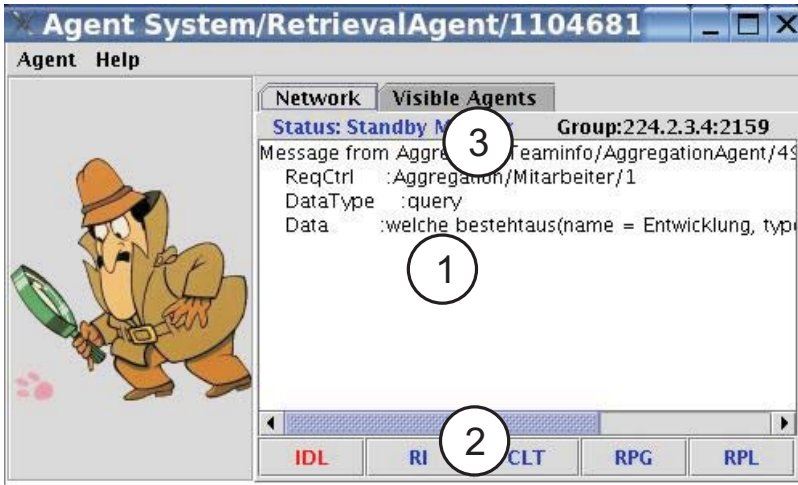 Agent System/RetrievalAgent/1104681
Agent Help
Network Visible Agents
Status: Standby Group:224.2.3.4:2159
3
Message from Teaminfo/AggregationAgent/4S
ReqCtrl :Aggregation/Mitarbeiter/1
DataType :query
Data :welche bestehtaus(name = Entwicklung, typ
1
2
IDL RI CLT RPG RPL